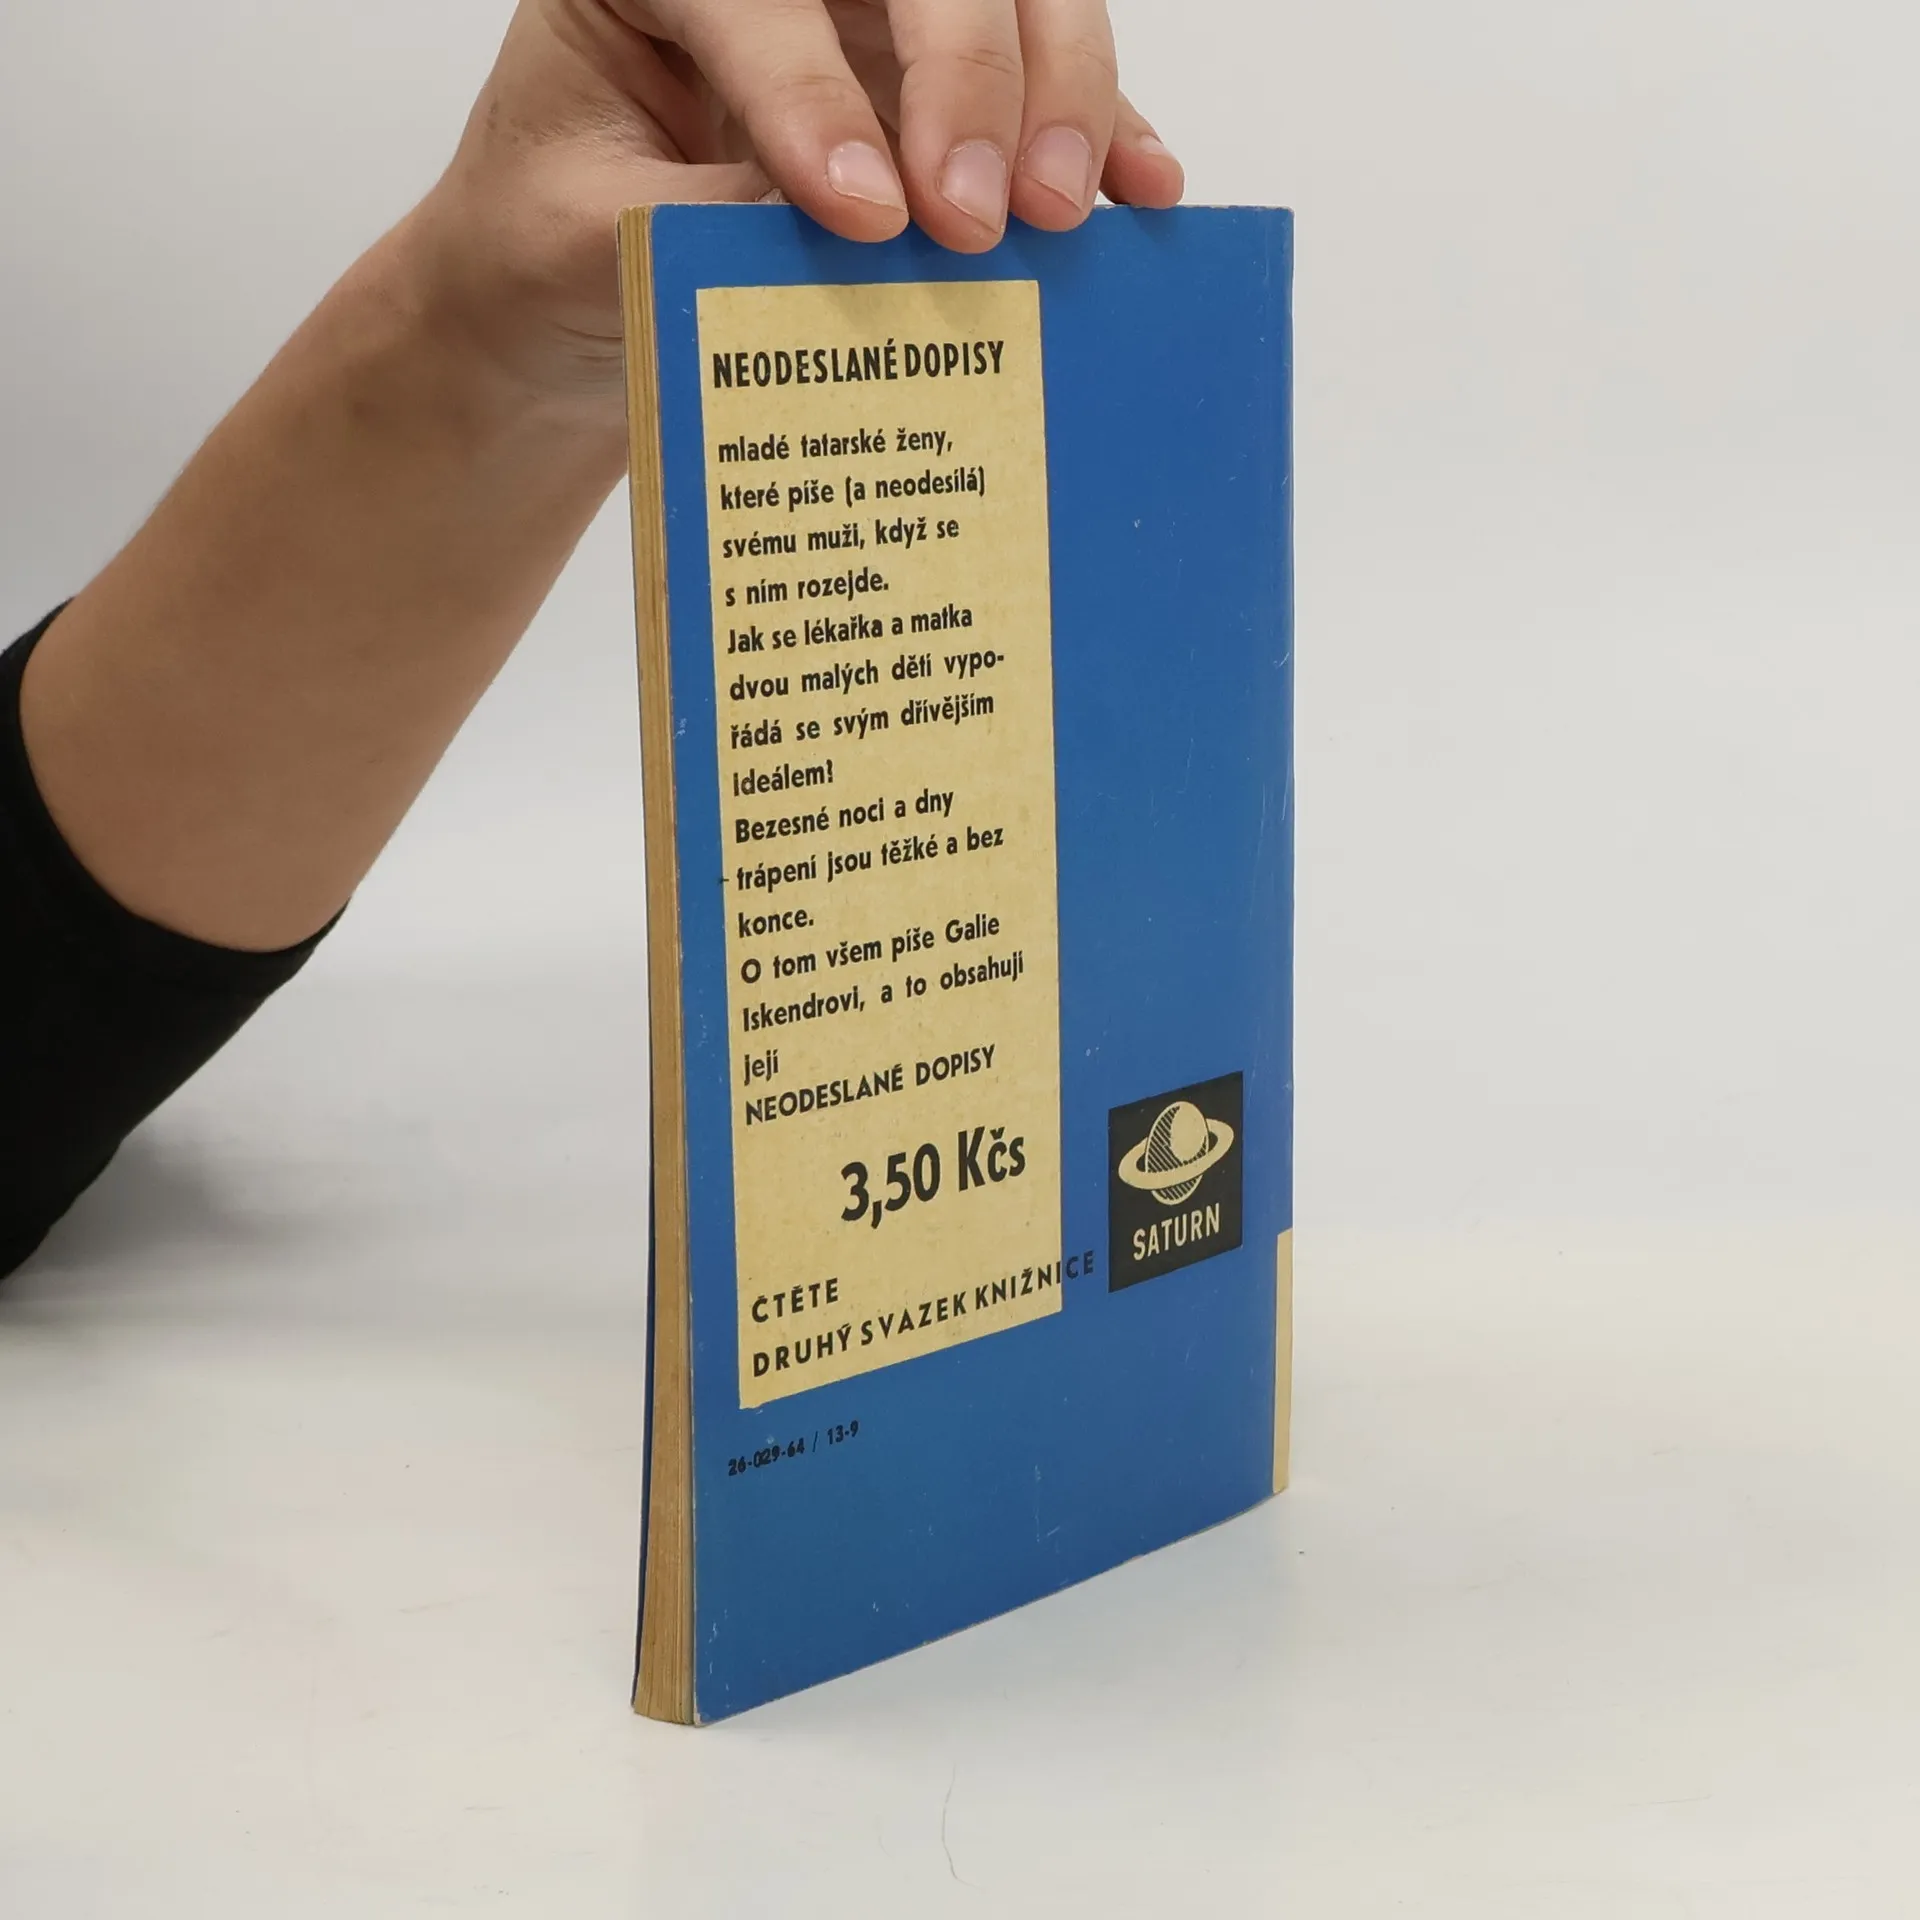 NEODESLANÉ DOPISY
mladé tatarské ženy,
které píše (a neodesílá)
svému muži, když se
s ním rozejde.
Jak se lékařka a matka
dvou malých dětí vypo-
řádá se svým dřívějším
ideálem?
Bezesné noci a dny
trápení jsou těžké a bez
konce.
O tom všem píše Galie
Iskendrovi, a to obsahují
její
NEODESLANÉ DOPISY
3,50 Kčs
ČTĚTE
DRUHÝ SVAZEK KNIŽNICE
SATURN
26-029-64 / 13-9